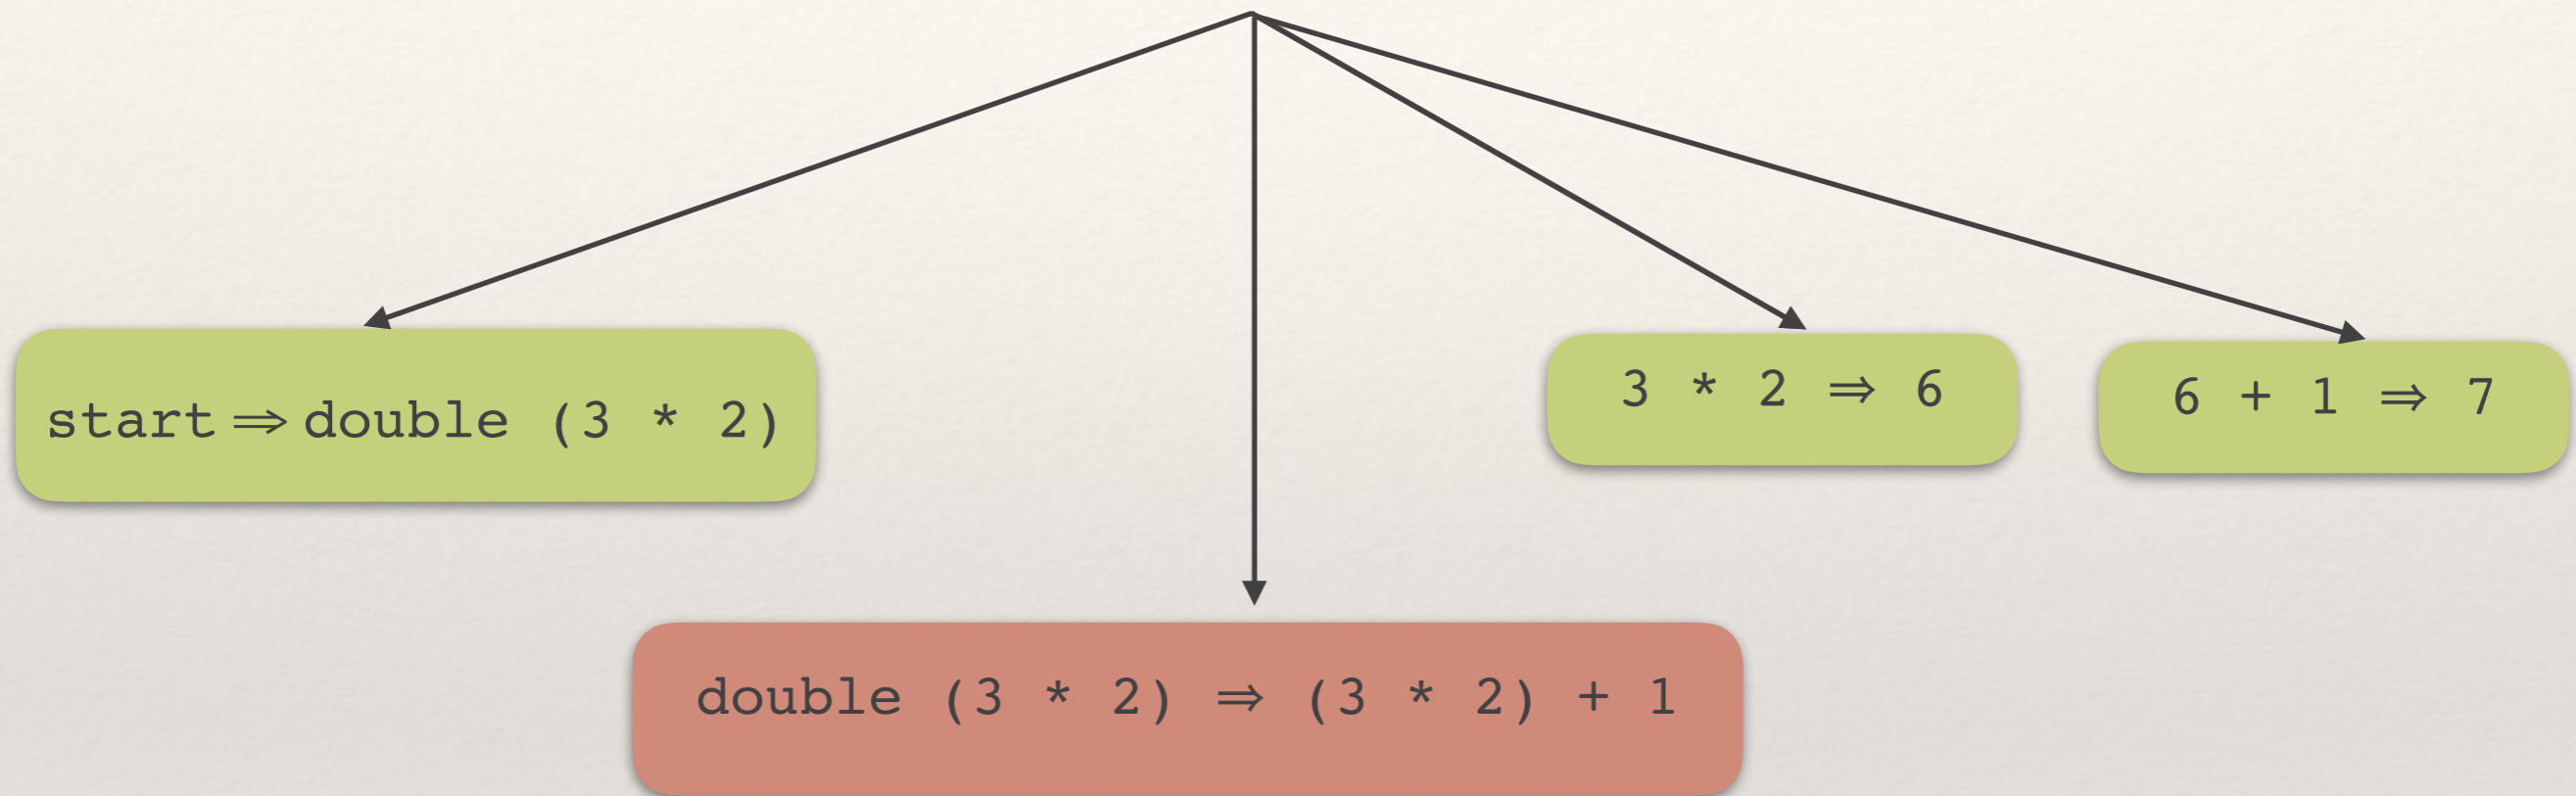 start ⇒ double (3 * 2)
3 * 2 ⇒ 6
6 + 1 ⇒ 7
double (3 * 2) ⇒ (3 * 2) + 1